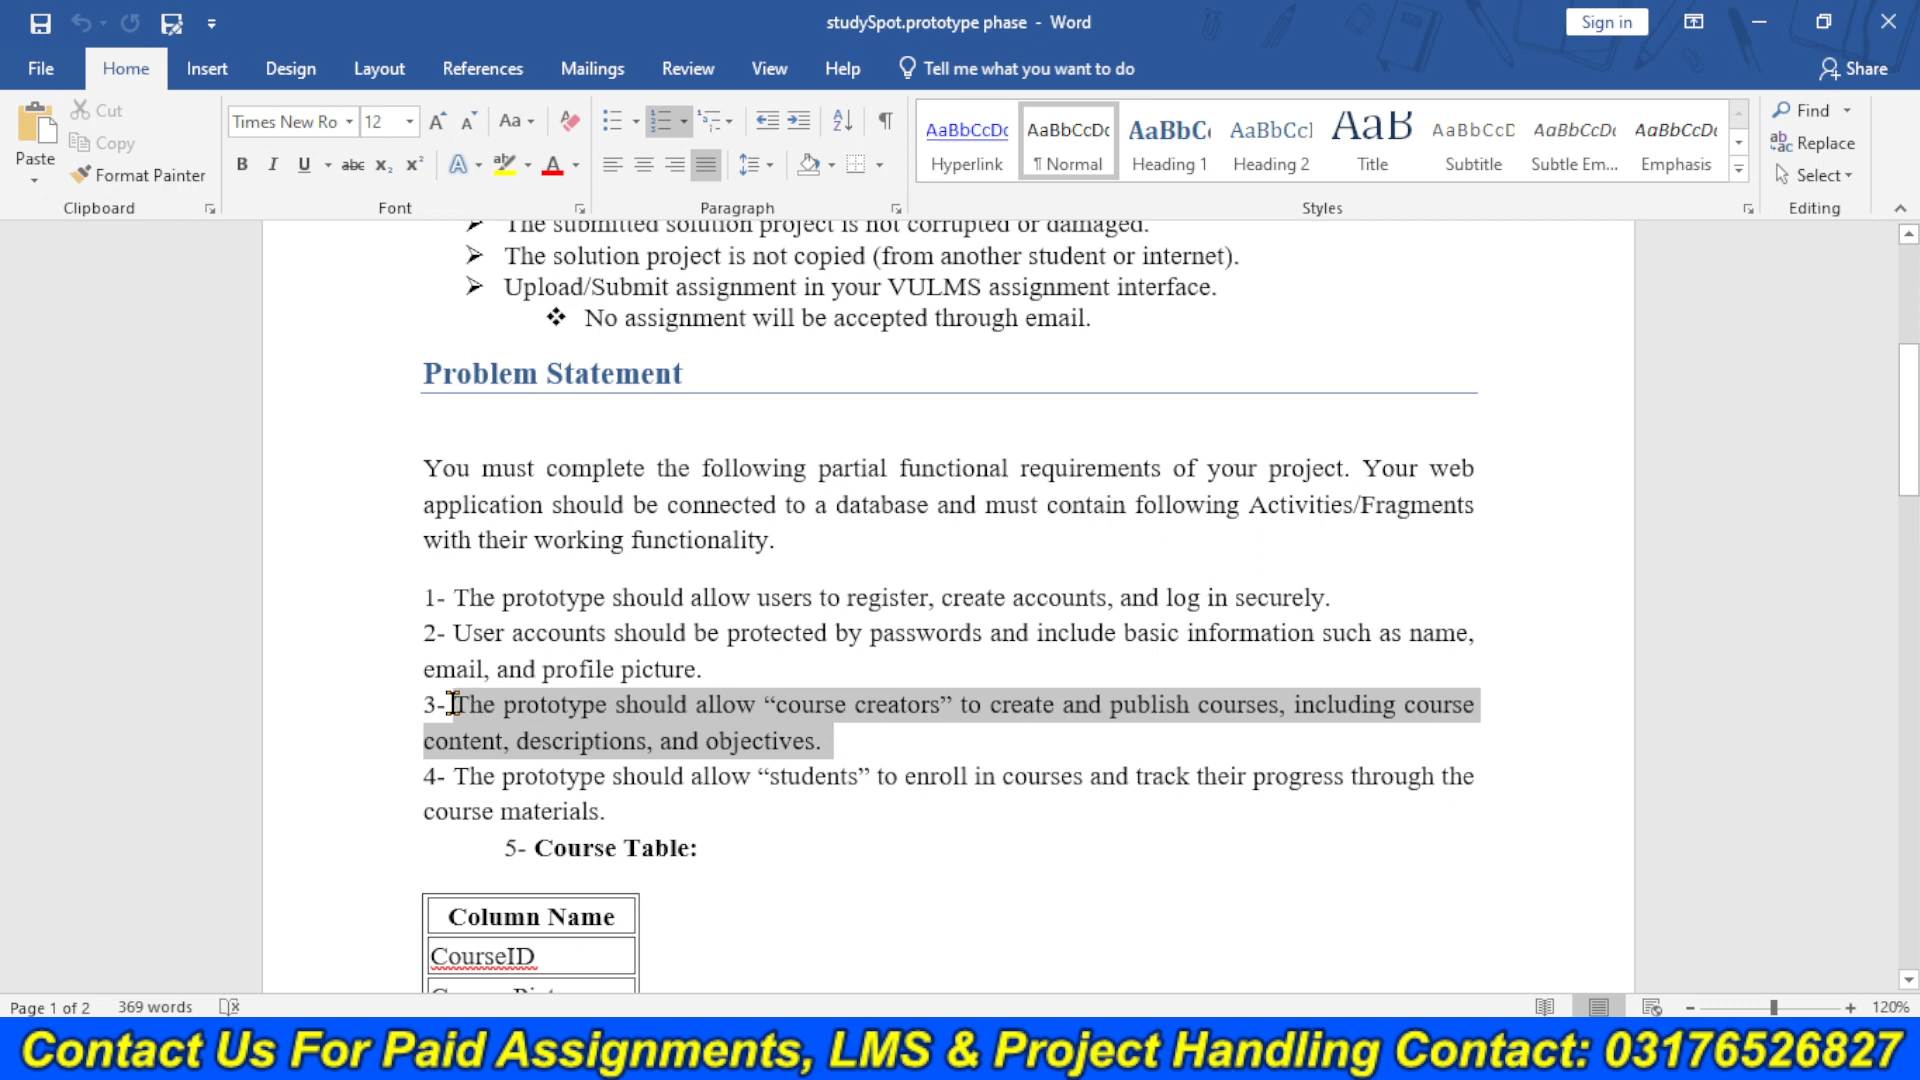 studySpot.prototype phase - Word
Sign in
File Home Insert Design Layout References Mailings Review View Help Tell me what you want to do Share
Paste
Cut
Copy
Format Painter
Clipboard
Times New Ro 12
Font
Paragraph
AaBbCcDc AaBbCcDc AaBbC AaBbCcl AaB AaBbCcD AaBbCcDc AaBbCcDc
Hyperlink ¶ Normal Heading 1 Heading 2 Title Subtitle Subtle Em... Emphasis
Styles
Find
Replace
Select
Editing
The submitted solution project is not corrupted or damaged.
The solution project is not copied (from another student or internet).
Upload/Submit assignment in your VULMS assignment interface.
No assignment will be accepted through email.
Problem Statement
You must complete the following partial functional requirements of your project. Your web
application should be connected to a database and must contain following Activities/Fragments
with their working functionality.
1- The prototype should allow users to register, create accounts, and log in securely.
2- User accounts should be protected by passwords and include basic information such as name,
email, and profile picture.
3- The prototype should allow “course creators” to create and publish courses, including course
content, descriptions, and objectives.
4- The prototype should allow “students” to enroll in courses and track their progress through the
course materials.
5- Course Table:
Column Name
CourseID
Page 1 of 2 369 words
120%
Contact Us For Paid Assignments, LMS & Project Handling Contact: 03176526827